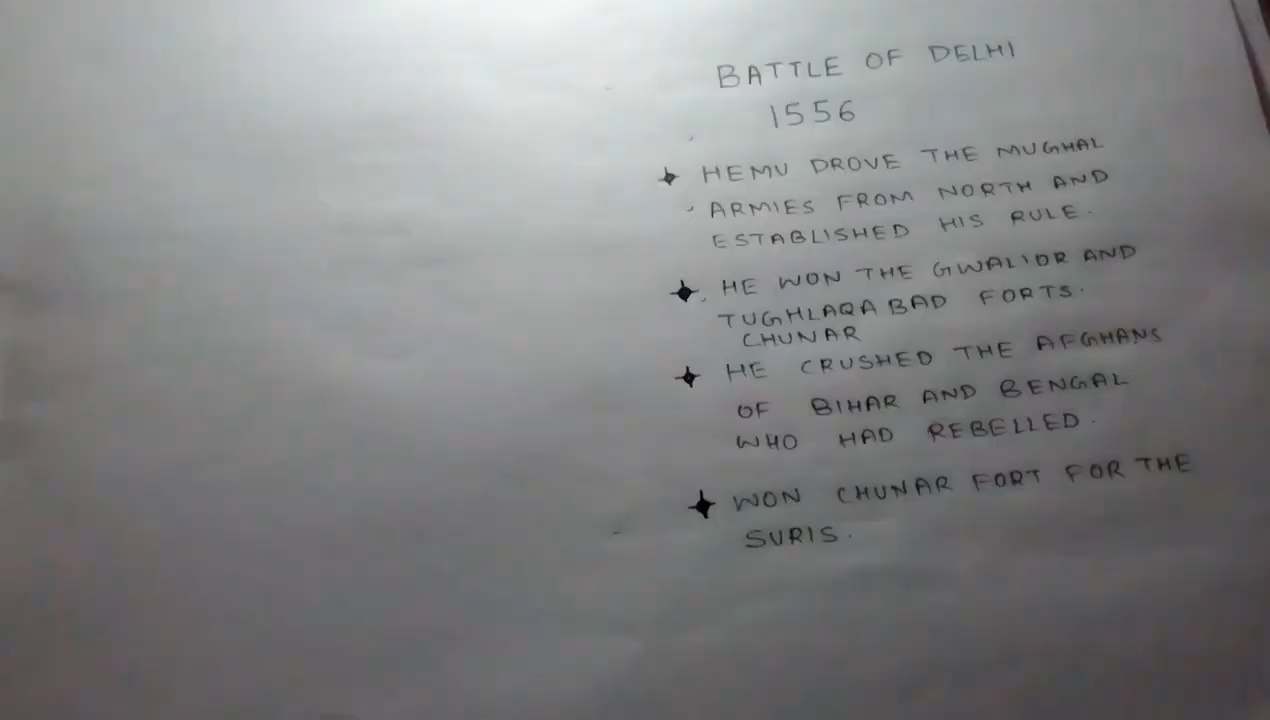 BATTLE OF DELHI
1556
HEMU DROVE THE MUGHAL
ARMIES FROM NORTH AND
ESTABLISHED HIS RULE.
HE WON THE GWALIOR AND
TUGHLAQABAD FORTS.
CHUNAR
HE CRUSHED THE AFGHANS
OF BIHAR AND BENGAL
WHO HAD REBELLED.
WON CHUNAR FORT FOR THE
SURIS.